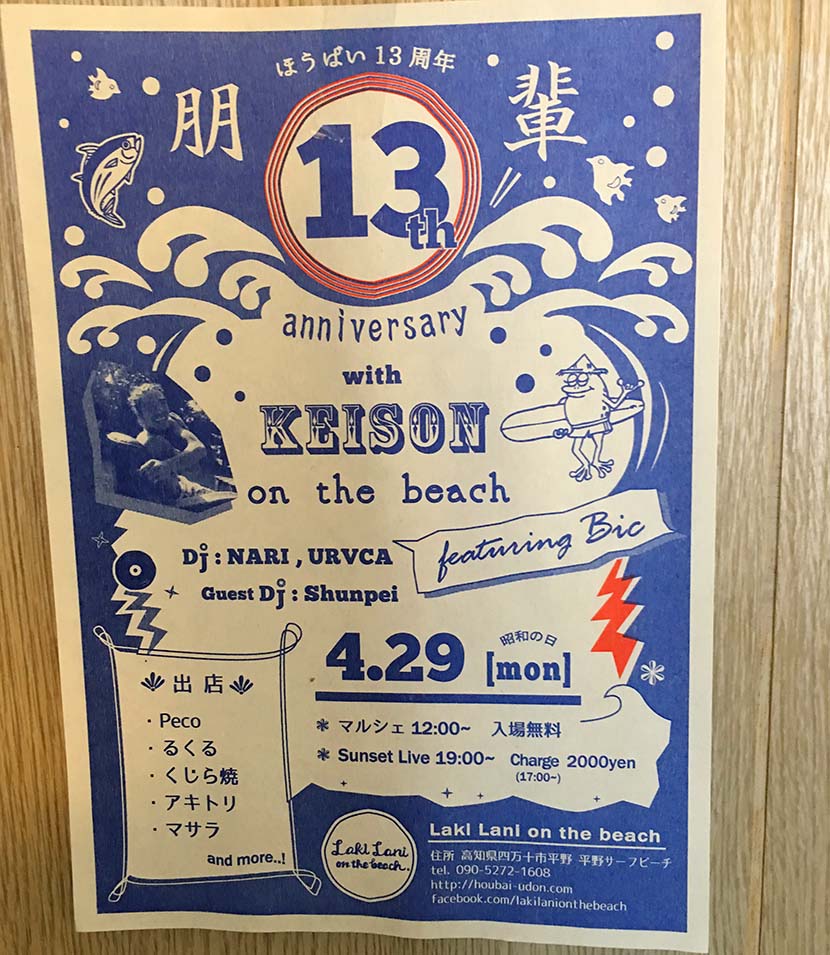 ほうばい 13 周年
朋輩
13th
anniversary
with
KEISON
on the beach
featuring Bic
Dj : NARI , URVCA
Guest Dj : Shunpei
4.29 昭和の日 [mon]
❃ マルシェ 12:00~ 入場無料
❃ Sunset Live 19:00~ Charge 2000yen
(17:00~)
出店
・Peco
・るくる
・くじら焼
・アキトリ
・マサラ
and more..!
Laki Lani
on the beach.
Laki Lani on the beach
住所 高知県四万十市平野 平野サーフビーチ
tel. 090-5272-1608
http://houbai-udon.com
facebook.com/lakilanionthebeach